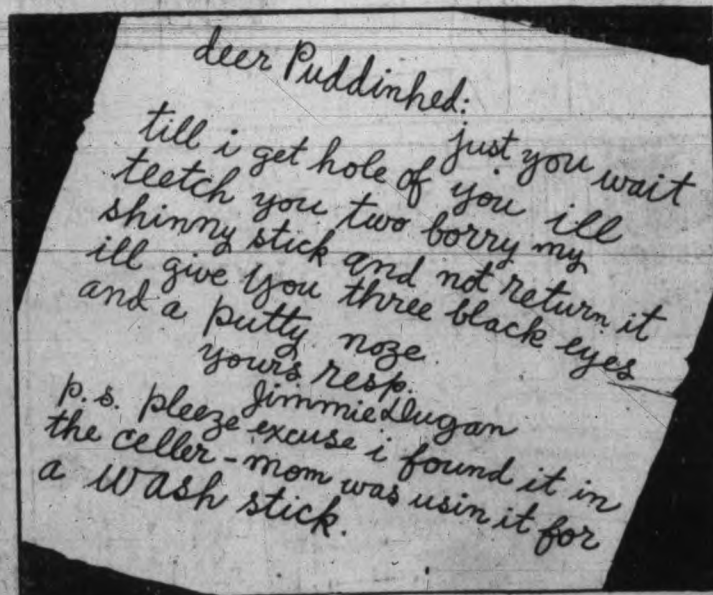 deer Puddinhed:
just you wait
till i get hole of you ill
teetch you two borry my
shinny stick and not return it
ill give you three black eyes
and a putty noze.
yours resp.
Jimmie Dugan
p.s. pleeze excuse i found it in
the celler - mom was usin it for
a wash stick.